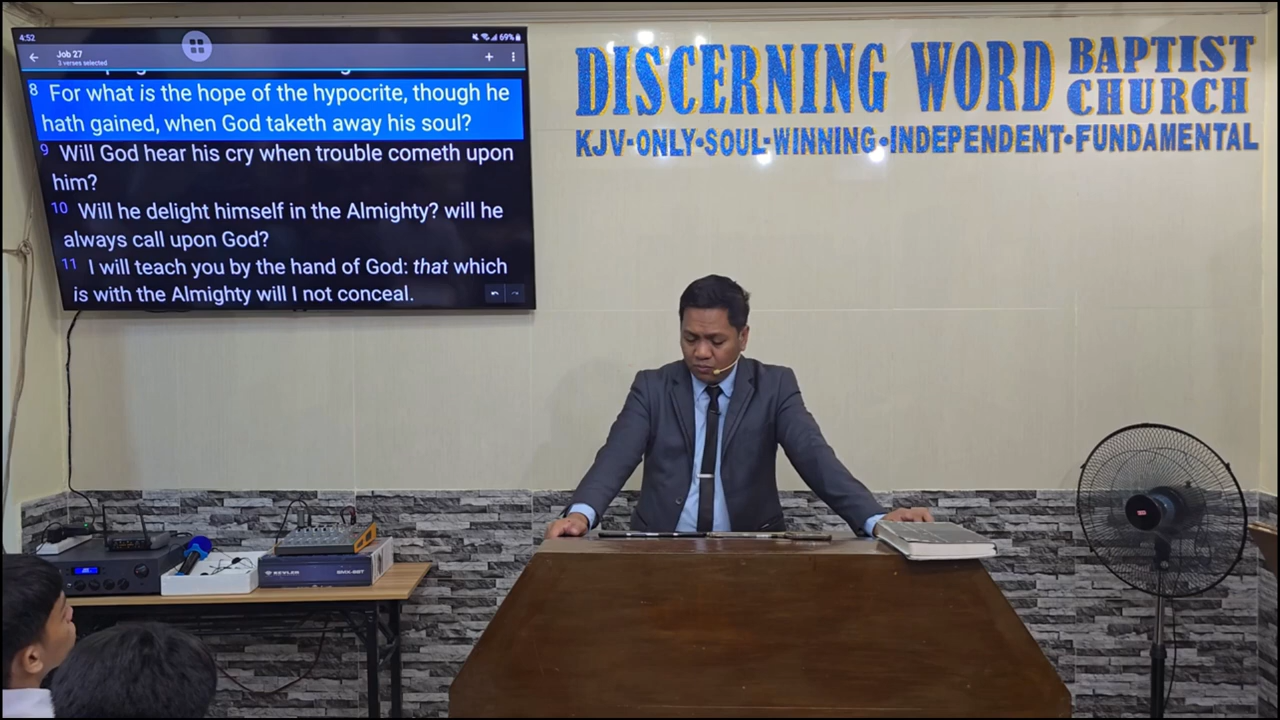 4:52
69%
Job 27
3 verses selected
8 For what is the hope of the hypocrite, though he
hath gained, when God taketh away his soul?
9 Will God hear his cry when trouble cometh upon
him?
10 Will he delight himself in the Almighty? will he
always call upon God?
11 I will teach you by the hand of God: that which
is with the Almighty will I not conceal.
DISCERNING WORD BAPTIST
CHURCH
KJV-ONLY•SOUL-WINNING•INDEPENDENT•FUNDAMENTAL
KEVLER